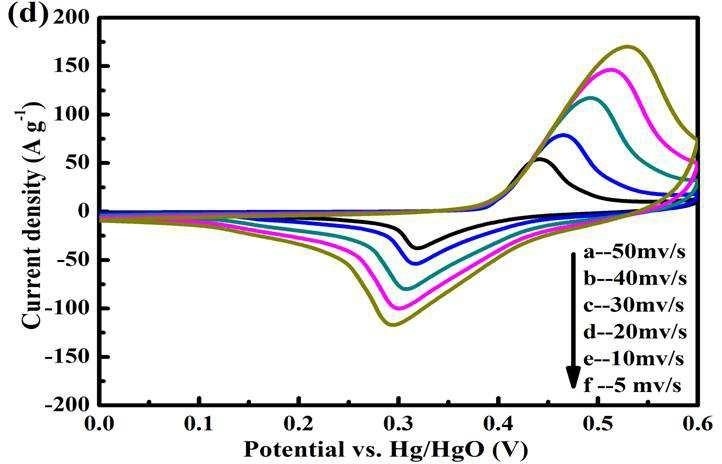 (d)
200
150
100
50
0
-50
-100
-150
-200
Current density (A g-1)
a--50mv/s
b--40mv/s
c--30mv/s
d--20mv/s
e--10mv/s
f --5 mv/s
0.0 0.1 0.2 0.3 0.4 0.5 0.6
Potential vs. Hg/HgO (V)